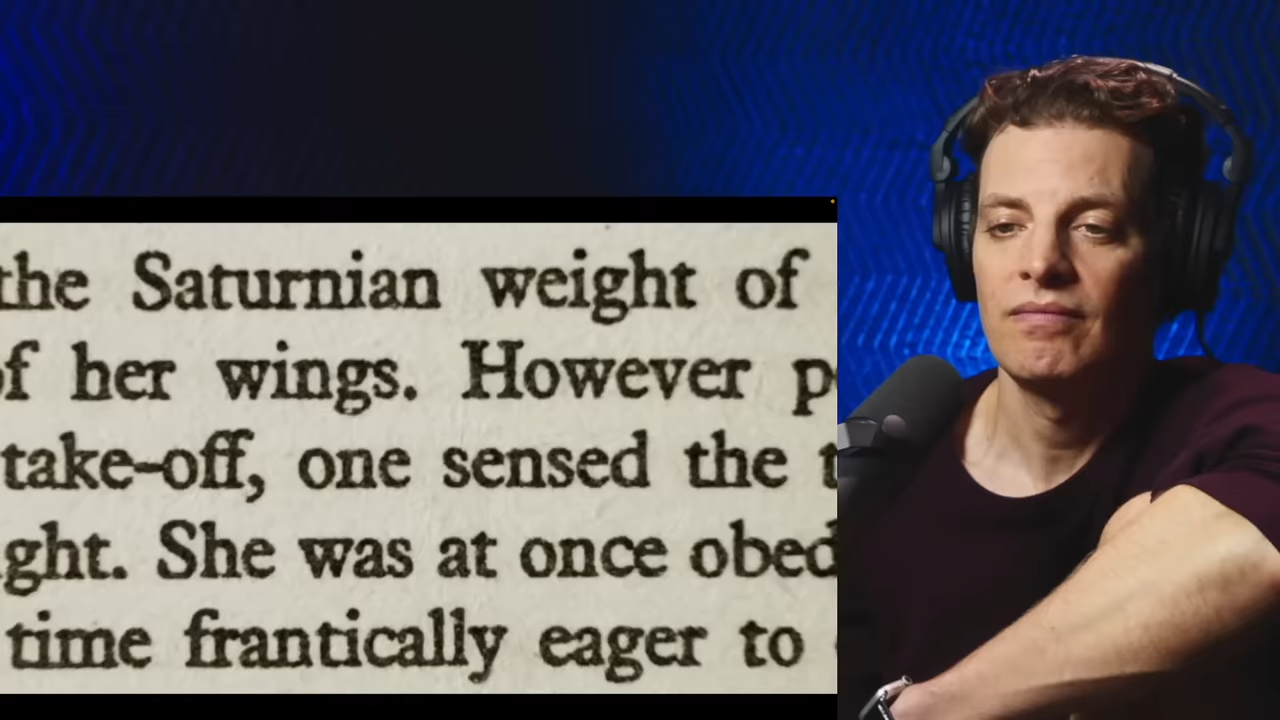 the Saturnian weight of
of her wings. However p
take-off, one sensed the t
ght. She was at once obed
time frantically eager to